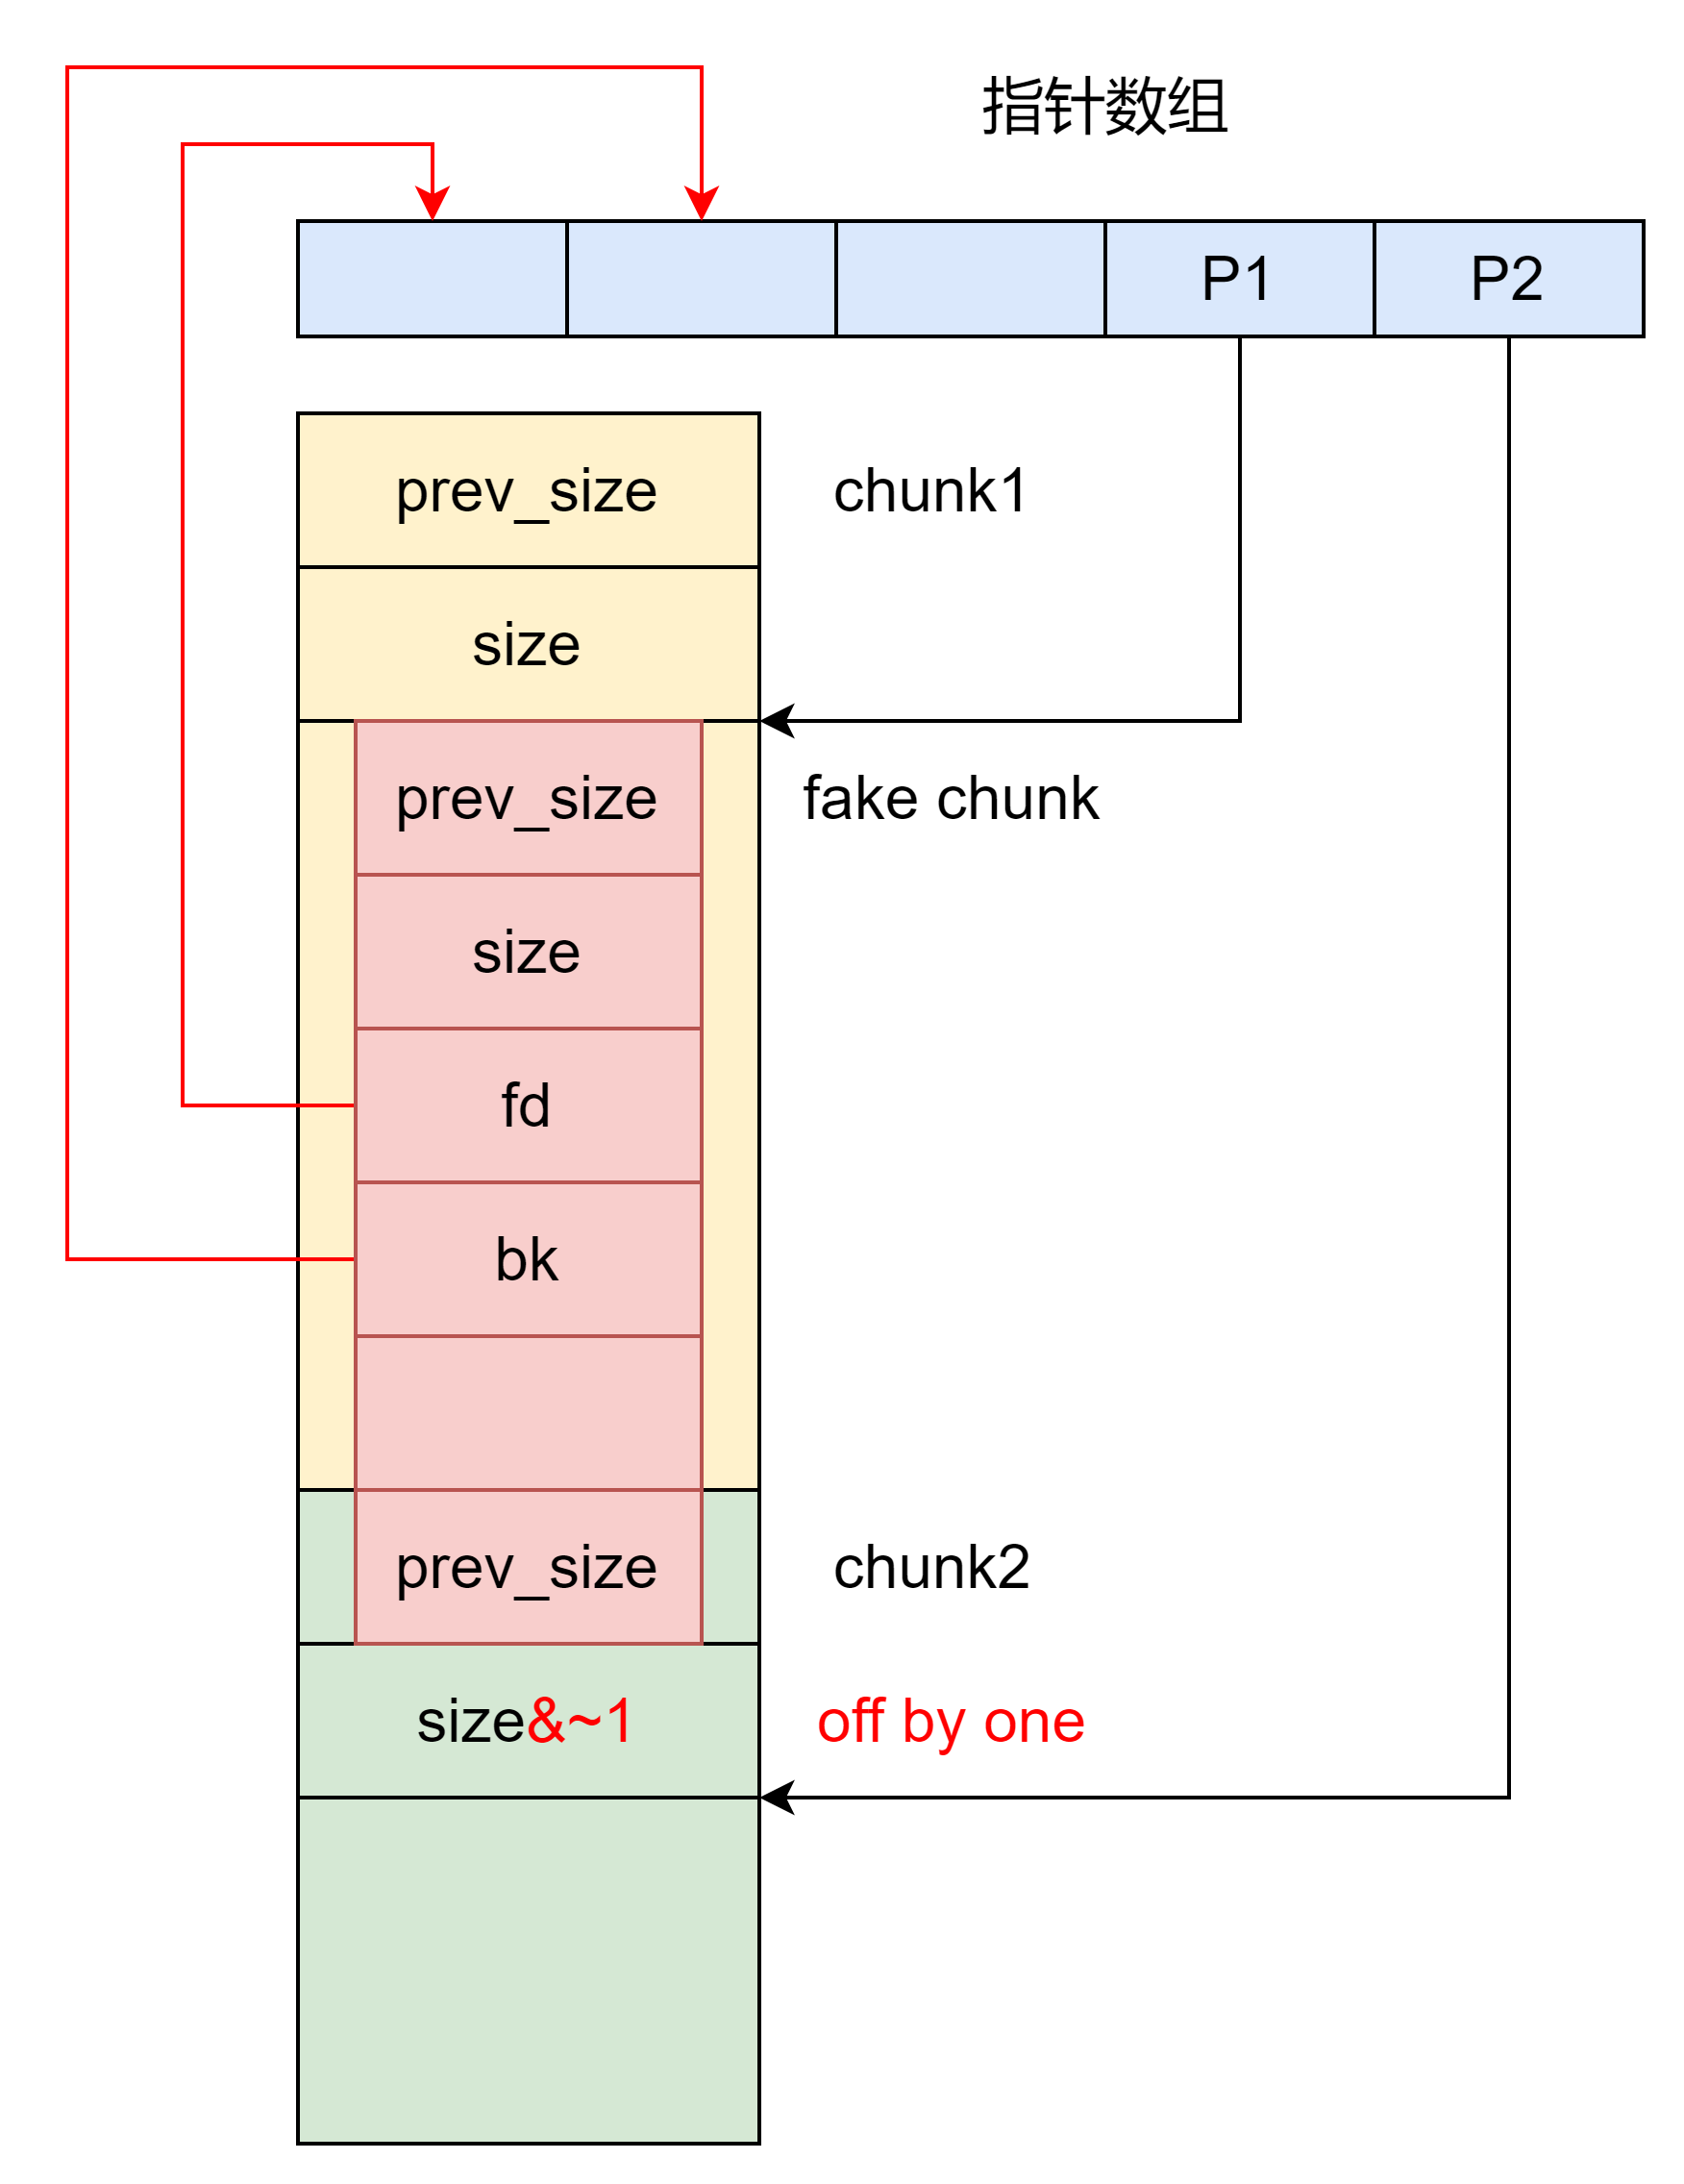 指针数组
P1
P2
prev_size
chunk1
size
prev_size
fake chunk
size
fd
bk
prev_size
chunk2
size&~1
off by one